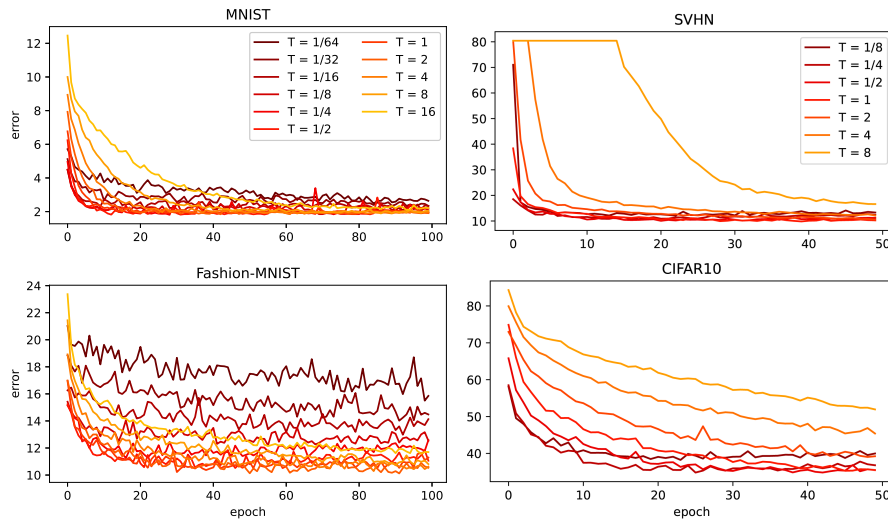 MNIST
12
10
8
6
4
2
error
0
20
40
60
80
100
T = 1/64
T = 1/32
T = 1/16
T = 1/8
T = 1/4
T = 1/2
T = 1
T = 2
T = 4
T = 8
T = 16
SVHN
80
70
60
50
40
30
20
10
0
10
20
30
40
50
T = 1/8
T = 1/4
T = 1/2
T = 1
T = 2
T = 4
T = 8
Fashion-MNIST
24
22
20
18
16
14
12
10
error
0
20
40
60
80
100
epoch
CIFAR10
80
70
60
50
40
0
10
20
30
40
50
epoch